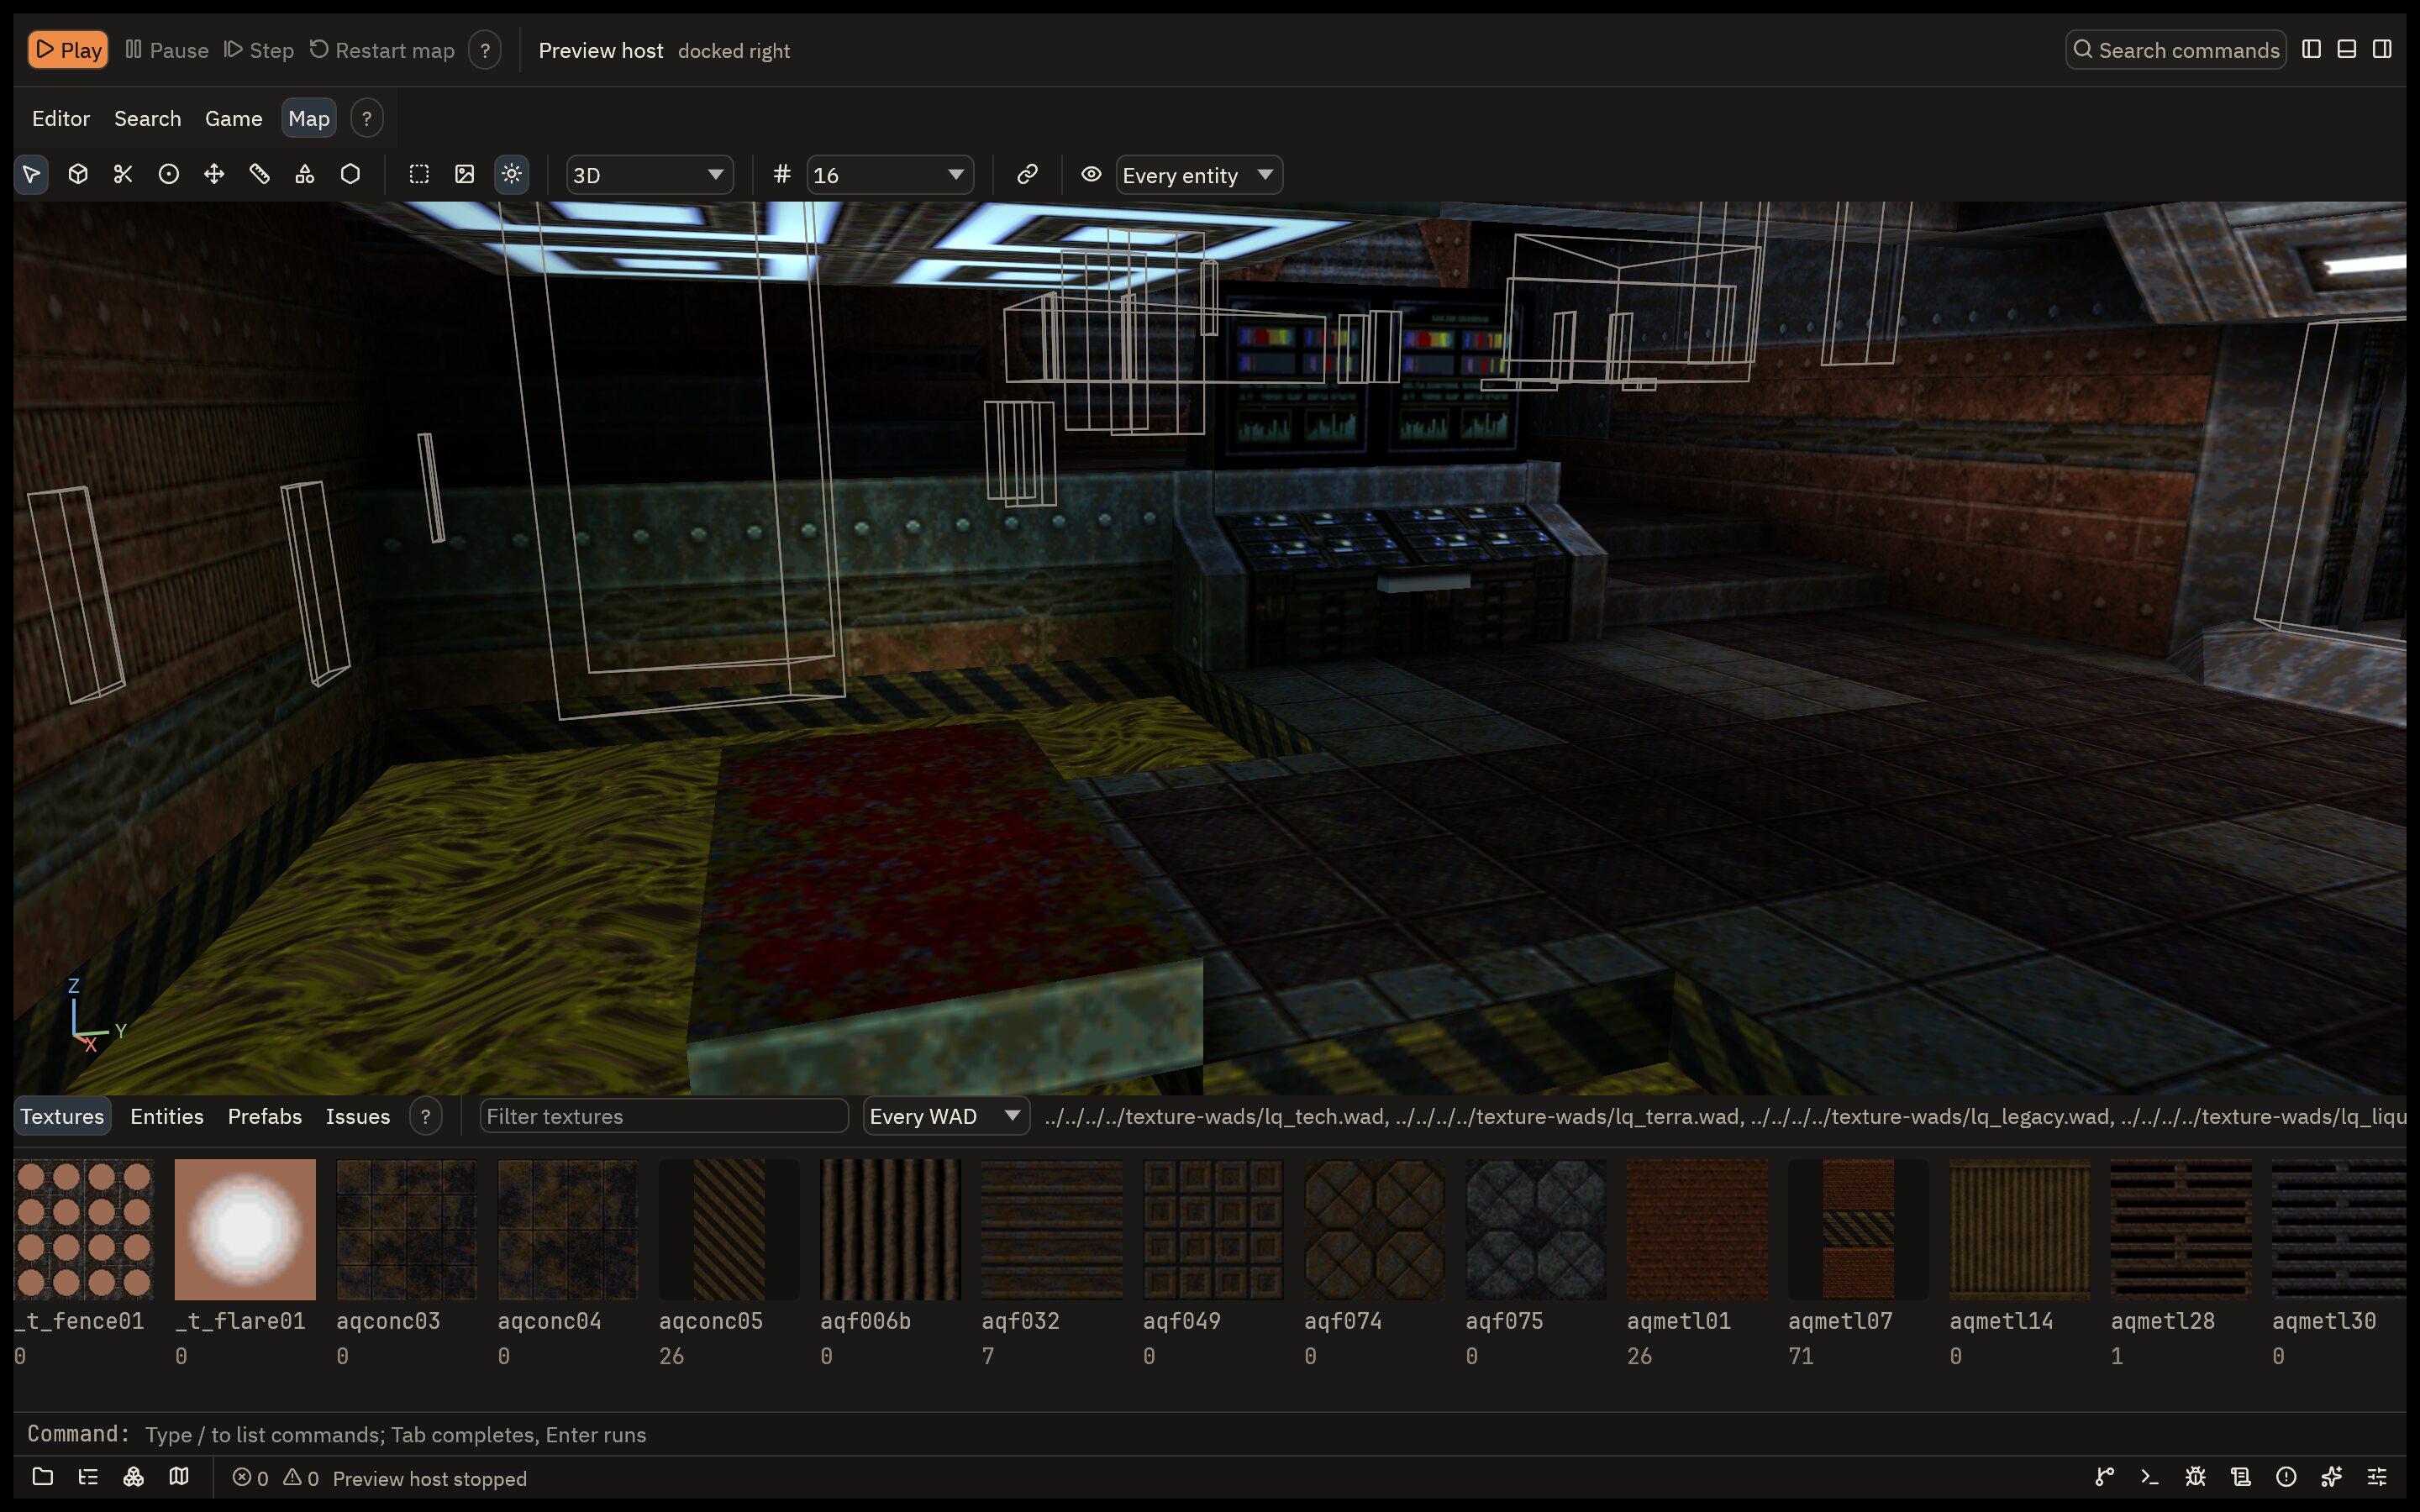 Play Pause Step Restart map ? Preview host docked right Search commands
Editor Search Game Map ?
3D # 16 Every entity
Z
Y
X
Textures Entities Prefabs Issues ? Filter textures Every WAD ../../../../texture-wads/lq_tech.wad, ../../../../texture-wads/lq_terra.wad, ../../../../texture-wads/lq_legacy.wad, ../../../../texture-wads/lq_liqu
_t_fence01 _t_flare01 aqconc03 aqconc04 aqconc05 aqf006b aqf032 aqf049 aqf074 aqf075 aqmetl01 aqmetl07 aqmetl14 aqmetl28 aqmetl30
0 0 0 0 26 0 7 0 0 0 26 71 0 1 0
Command: Type / to list commands; Tab completes, Enter runs
0 0 Preview host stopped